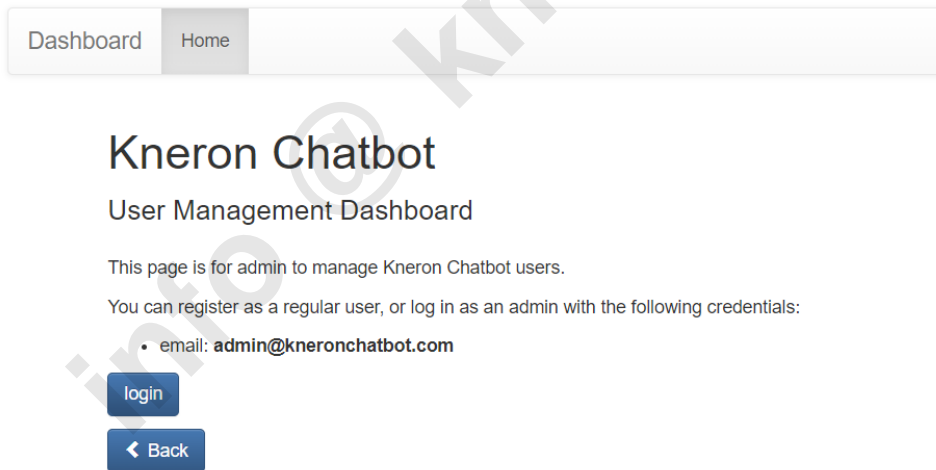 Dashboard Home
Kneron Chatbot
User Management Dashboard
This page is for admin to manage Kneron Chatbot users.
You can register as a regular user, or log in as an admin with the following credentials:
• email: admin@kneronchatbot.com
login
Back
info @ kn